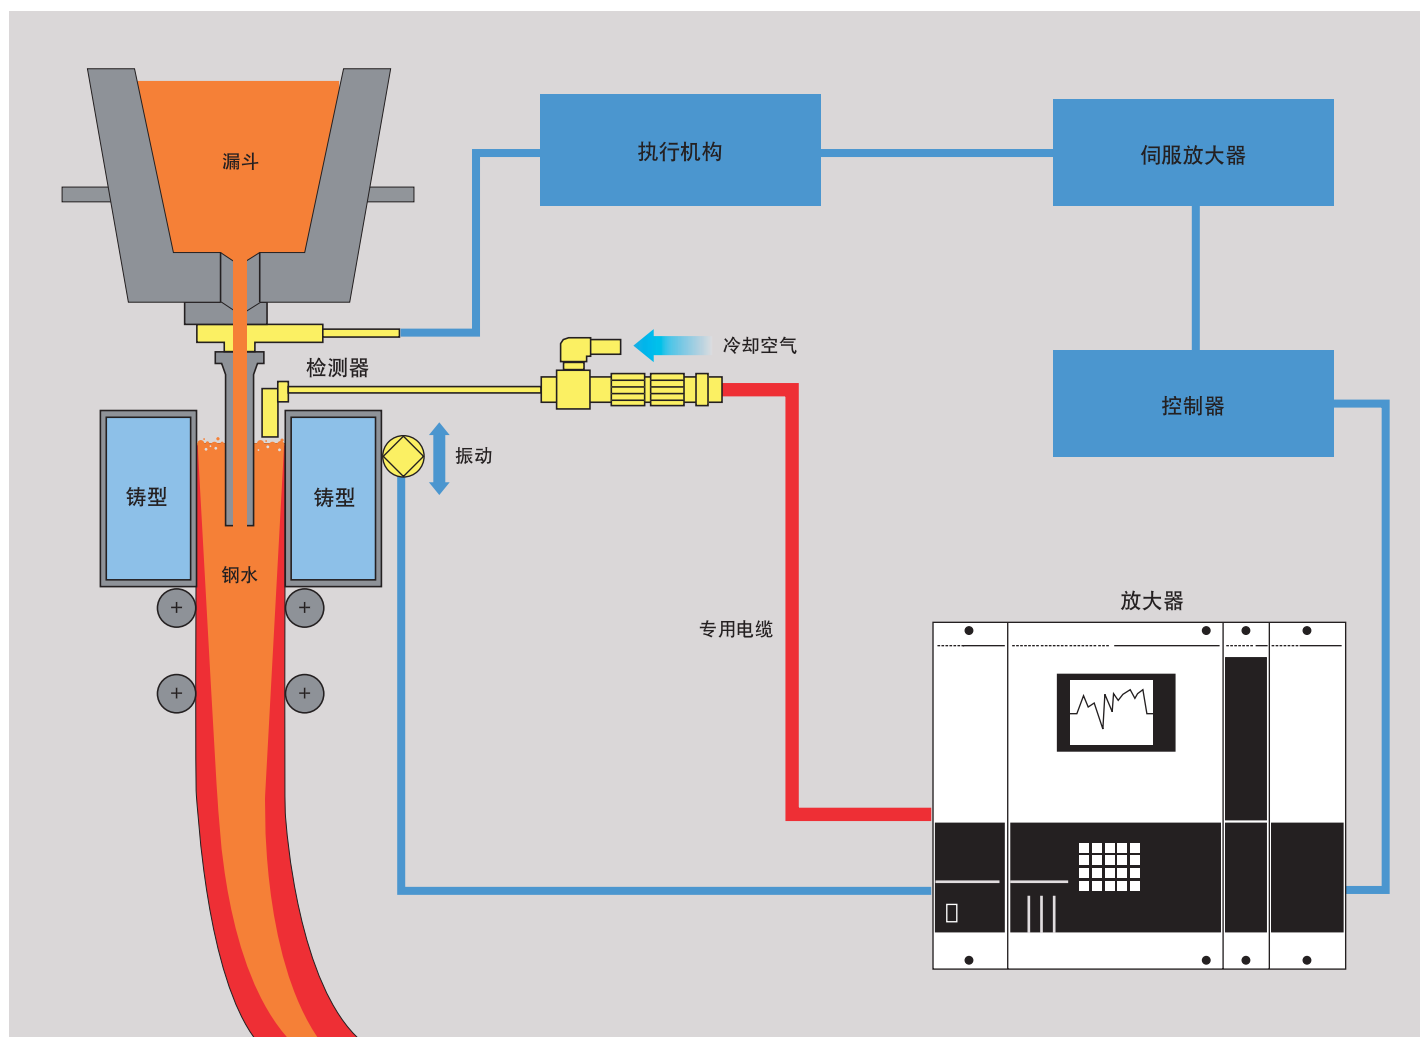 漏斗
执行机构
伺服放大器
冷却空气
检测器
控制器
振动
铸型
铸型
钢水
放大器
专用电缆